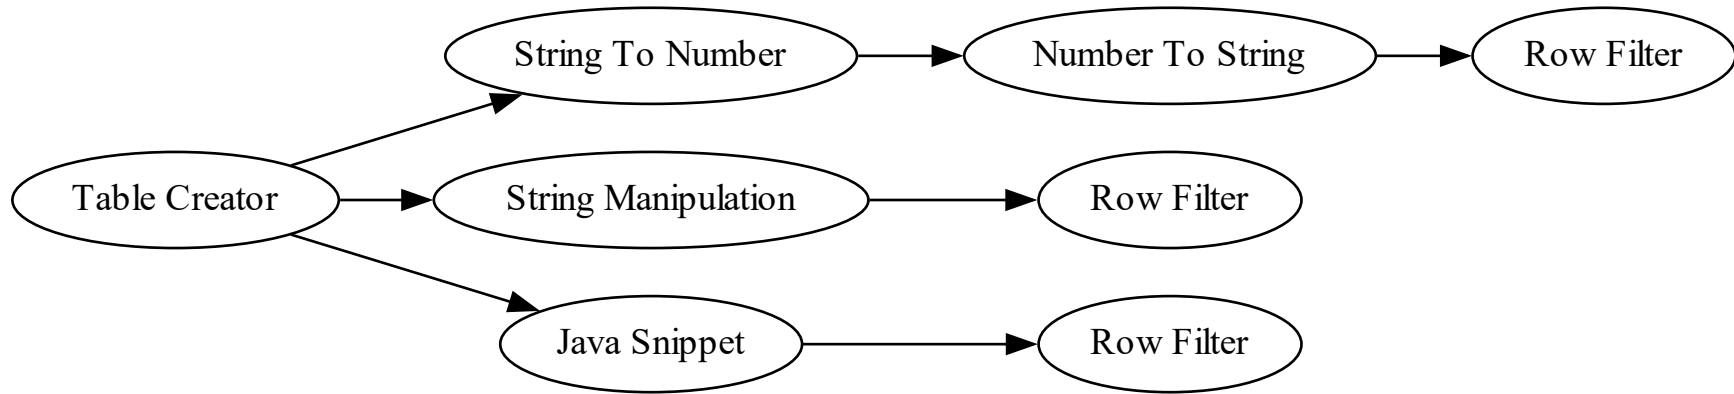 String To Number
Number To String
Row Filter
Table Creator
String Manipulation
Row Filter
Java Snippet
Row Filter